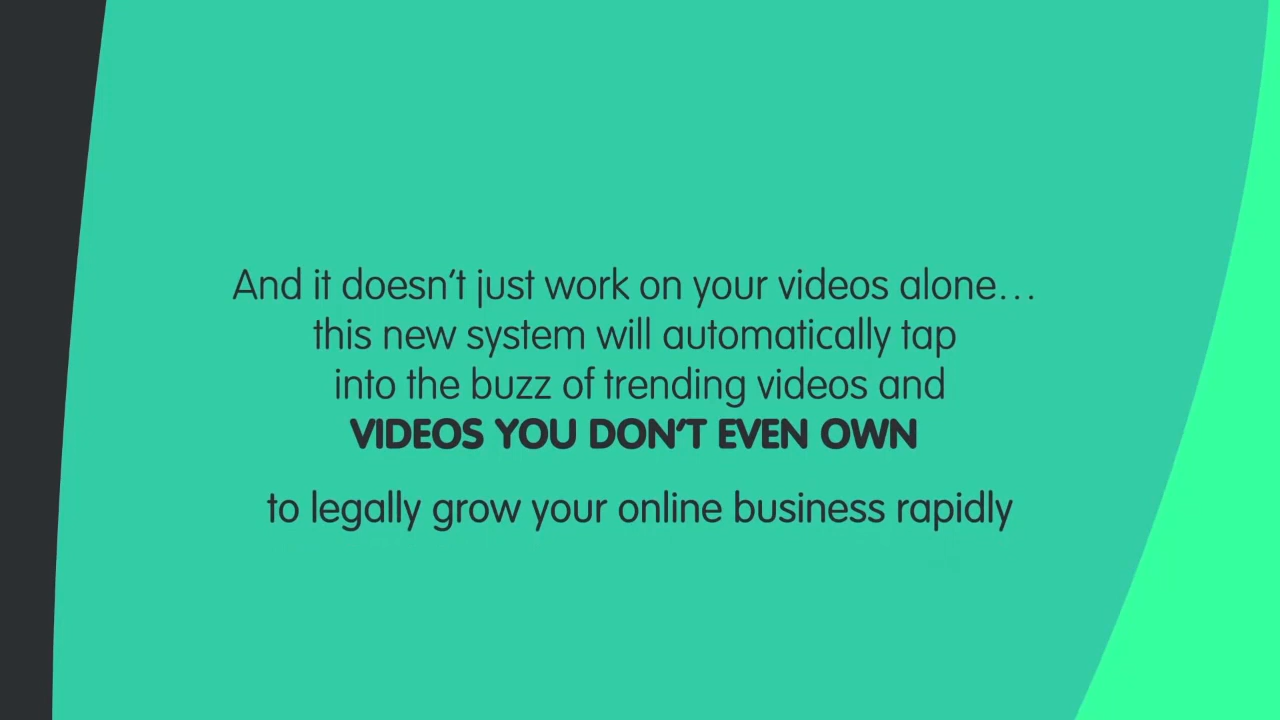 And it doesn't just work on your videos alone...
this new system will automatically tap
into the buzz of trending videos and
VIDEOS YOU DON'T EVEN OWN
to legally grow your online business rapidly